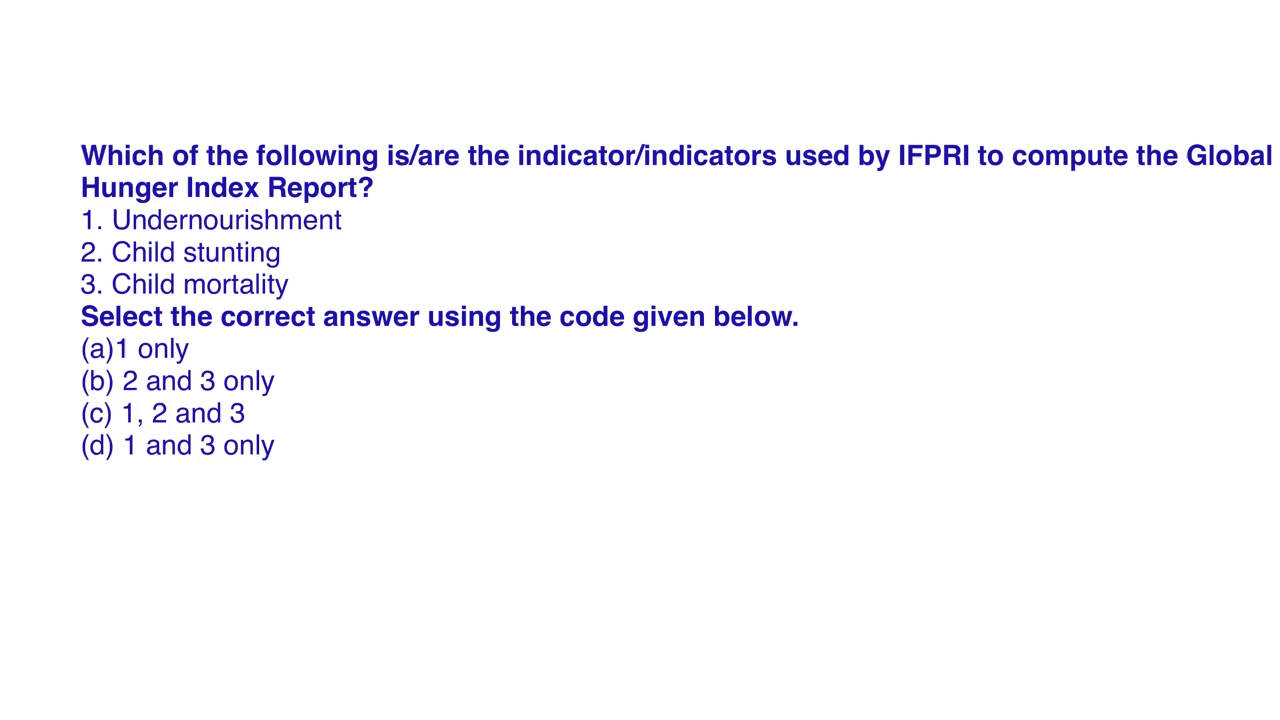 Which of the following is/are the indicator/indicators used by IFPRI to compute the Global
Hunger Index Report?
1. Undernourishment
2. Child stunting
3. Child mortality
Select the correct answer using the code given below.
(a)1 only
(b) 2 and 3 only
(c) 1, 2 and 3
(d) 1 and 3 only